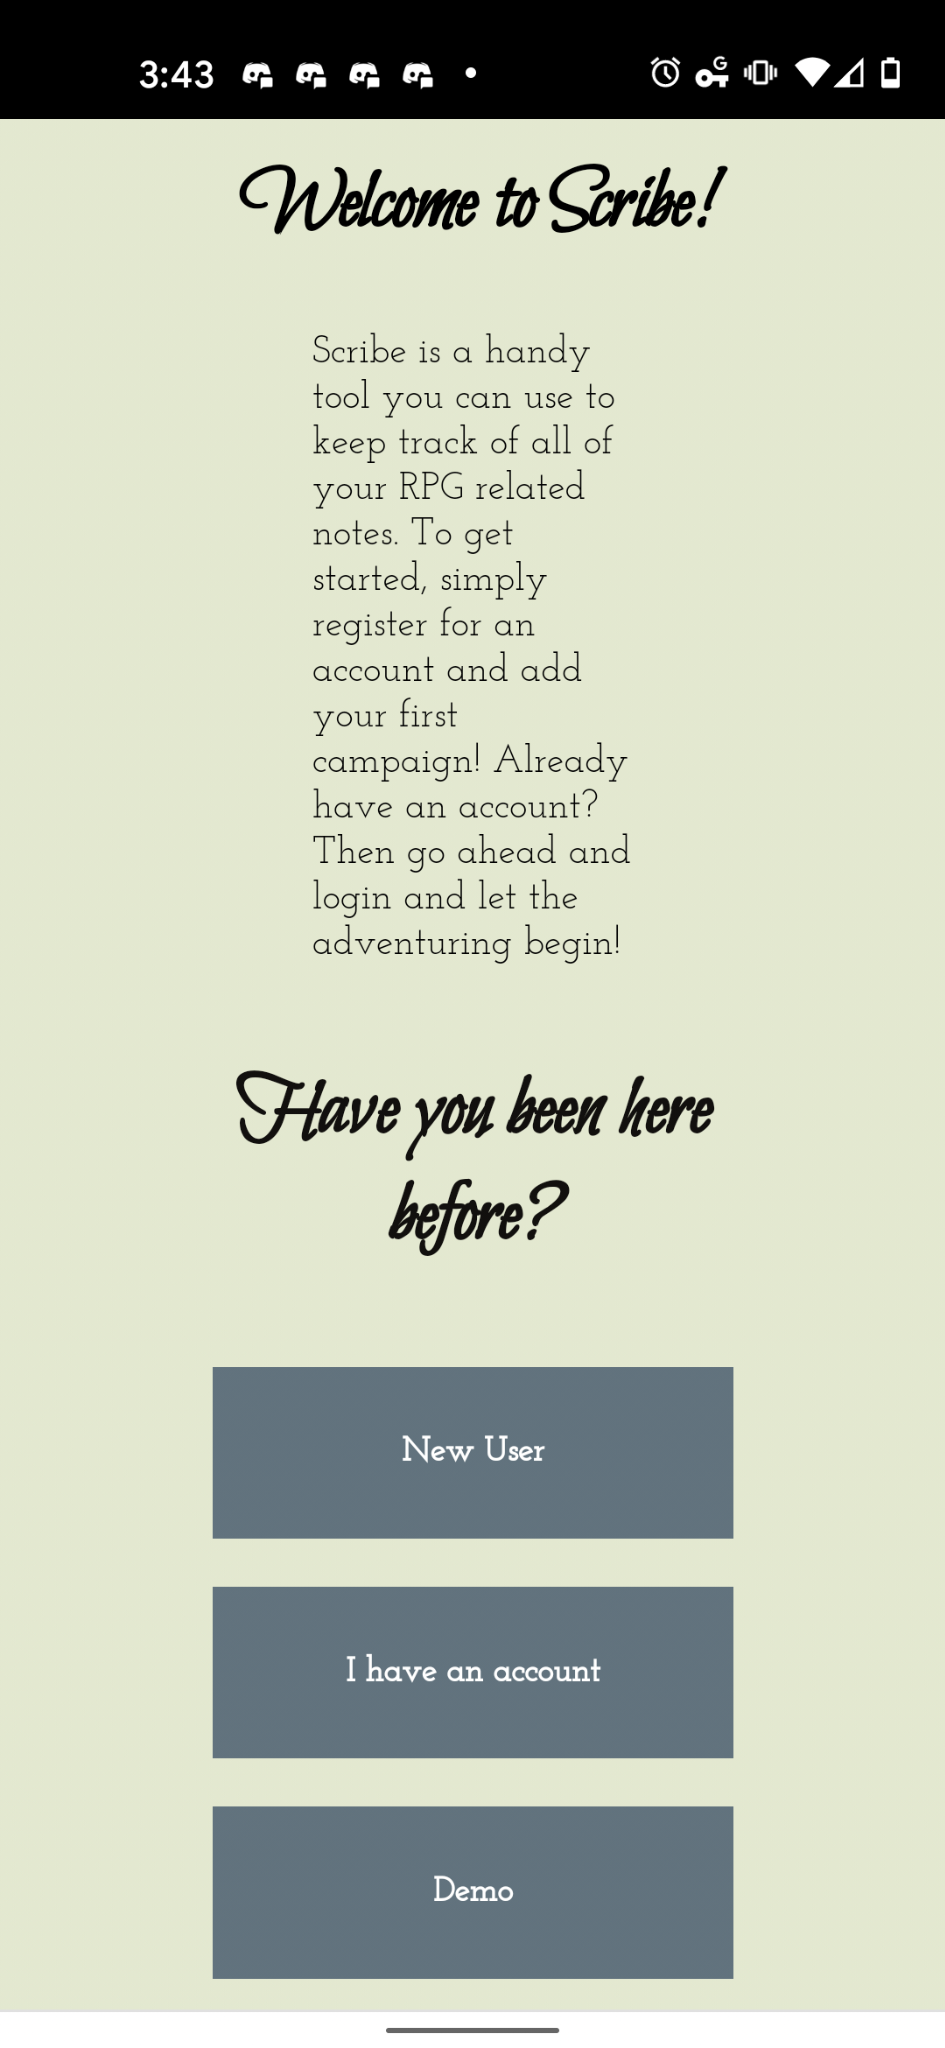 3:43
G
Welcome to Scribe!
Scribe is a handy
tool you can use to
keep track of all of
your RPG related
notes. To get
started, simply
register for an
account and add
your first
campaign! Already
have an account?
Then go ahead and
login and let the
adventuring begin!
Have you been here
before?
New User
I have an account
Demo